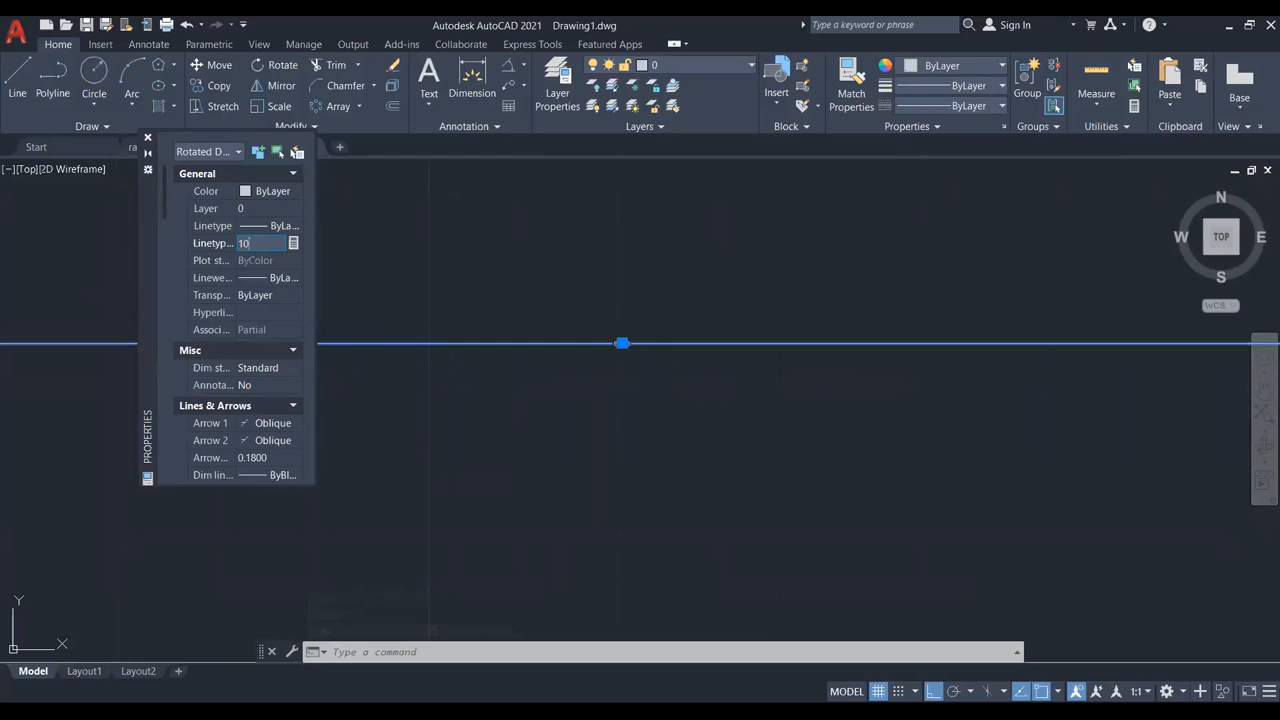 Autodesk AutoCAD 2021 Drawing1.dwg
Type a keyword or phrase
Sign In
Home Insert Annotate Parametric View Manage Output Add-ins Collaborate Express Tools Featured Apps
Line Polyline Circle Arc
Move Rotate Trim
Copy Mirror Chamfer
Stretch Scale Array
Text Dimension
Layer Properties
0
Insert
Match Properties
ByLayer
ByLayer
ByLayer
Group
Measure
Paste
Base
Draw Modify Annotation Layers Block Properties Groups Utilities Clipboard View
Start
ra
[−][Top][2D Wireframe]
Rotated D...
General
Color ByLayer
Layer 0
Linetype ByLa...
Linetyp... 10
Plot st... ByColor
Linewe... ByLa...
Transp... ByLayer
Hyperli...
Associ... Partial
Misc
Dim st... Standard
Annota... No
Lines & Arrows
Arrow 1 Oblique
Arrow 2 Oblique
Arrow... 0.1800
Dim lin... ByBl...
PROPERTIES
N
W TOP E
S
WCS
Y
X
Type a command
Model Layout1 Layout2
MODEL 1:1